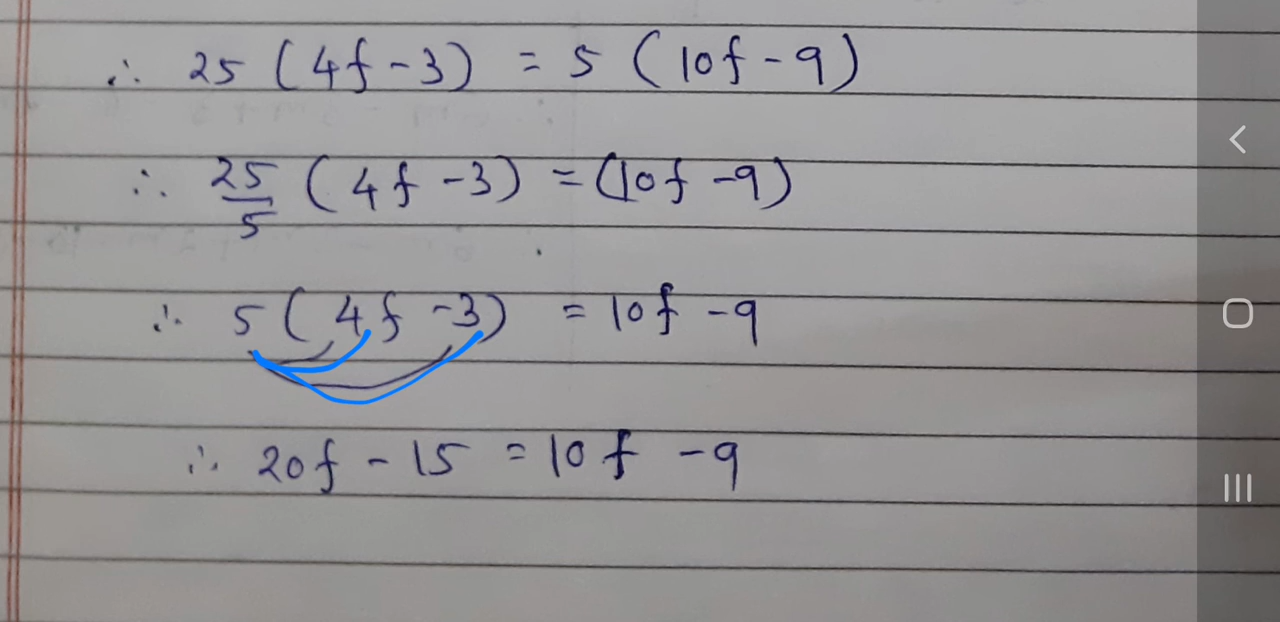 ∴ 25 (4f - 3) = 5 (10f - 9)
∴ 25/5 (4f - 3) = (10f - 9)
∴ 5 (4f - 3) = 10f - 9
∴ 20f - 15 = 10f - 9